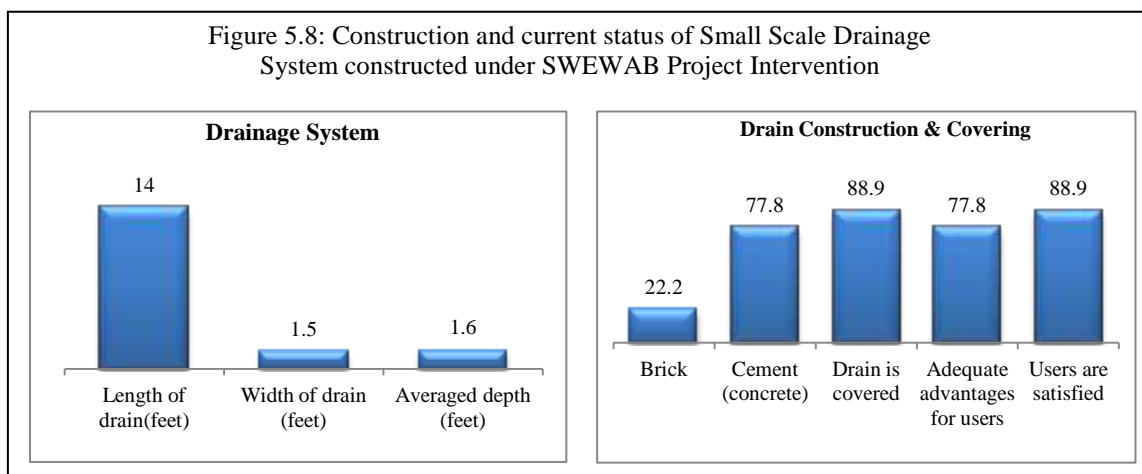 Figure 5.8: Construction and current status of Small Scale Drainage
System constructed under SWEWAB Project Intervention
Drainage System
14
1.5
1.6
Length of
drain(feet)
Width of drain
(feet)
Averaged depth
(feet)
Drain Construction & Covering
22.2
77.8
88.9
77.8
88.9
Brick
Cement
(concrete)
Drain is
covered
Adequate
advantages
for users
Users are
satisfied